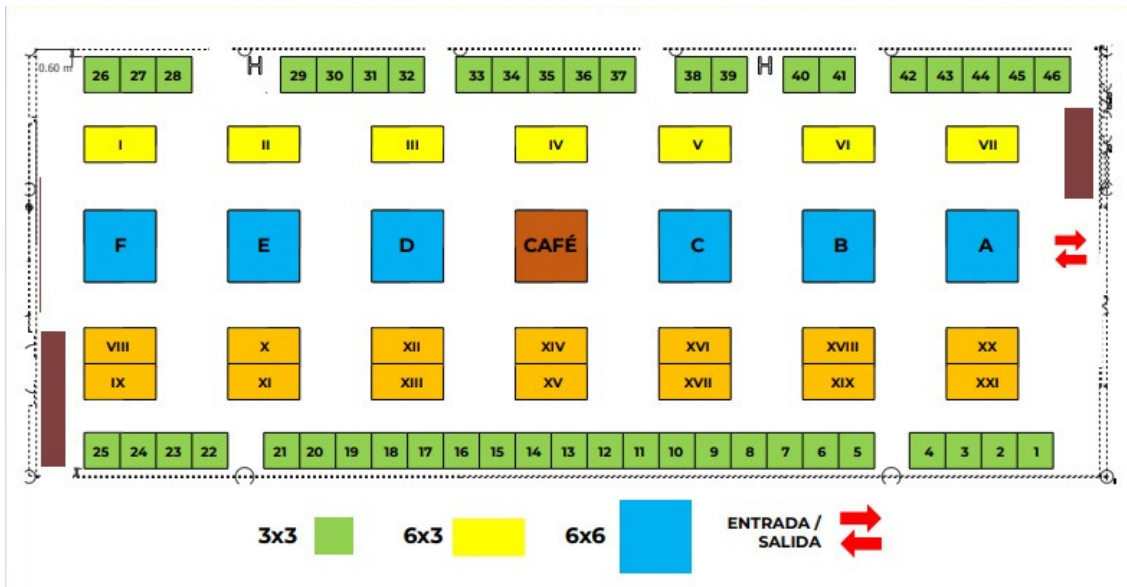 0.60 m
26 27 28 29 30 31 32 33 34 35 36 37 38 39 40 41 42 43 44 45 46
I II III IV V VI VII
F E D CAFÉ C B A
VIII X XII XIV XVI XVIII XX
IX XI XIII XV XVII XIX XXI
25 24 23 22 21 20 19 18 17 16 15 14 13 12 11 10 9 8 7 6 5 4 3 2 1
3x3 6x3 6x6 ENTRADA /
SALIDA